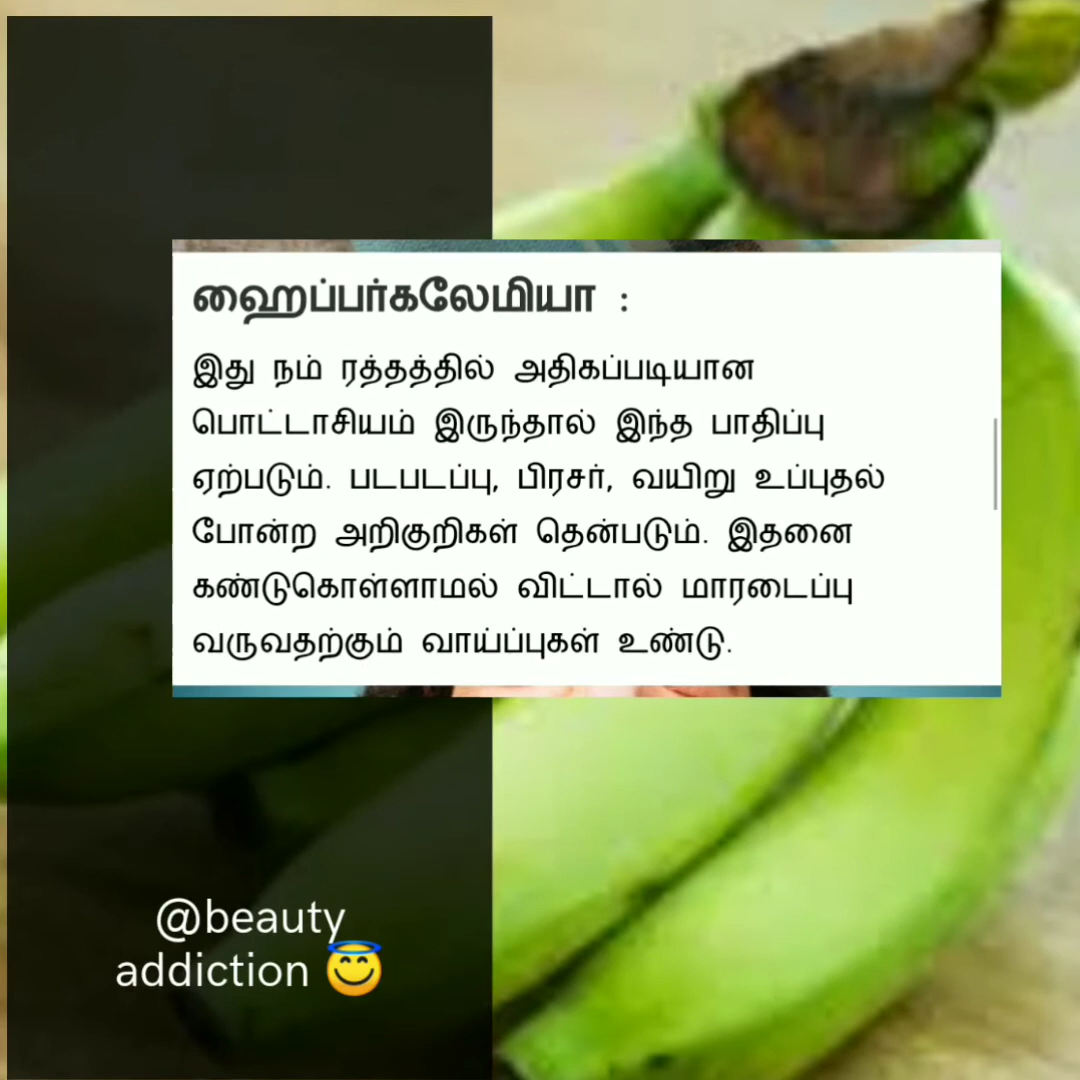 ஹைப்பர்கலேமியா :
இது நம் ரத்தத்தில் அதிகப்படியான
பொட்டாசியம் இருந்தால் இந்த பாதிப்பு
ஏற்படும். படபடப்பு, பிரசர், வயிறு உப்புதல்
போன்ற அறிகுறிகள் தென்படும். இதனை
கண்டுகொள்ளாமல் விட்டால் மாரடைப்பு
வருவதற்கும் வாய்ப்புகள் உண்டு.
@beauty
addiction 😇